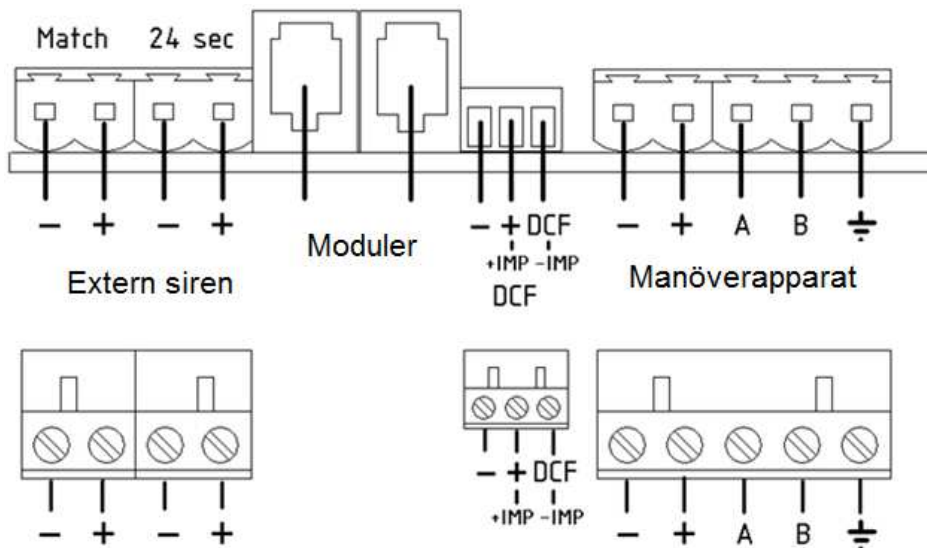 Match 24 sec
− + − +
Extern siren
Moduler
− + DCF
+IMP −IMP
DCF
− + A B
Manöverapparat
− + − +
− + DCF
+IMP −IMP
− + A B